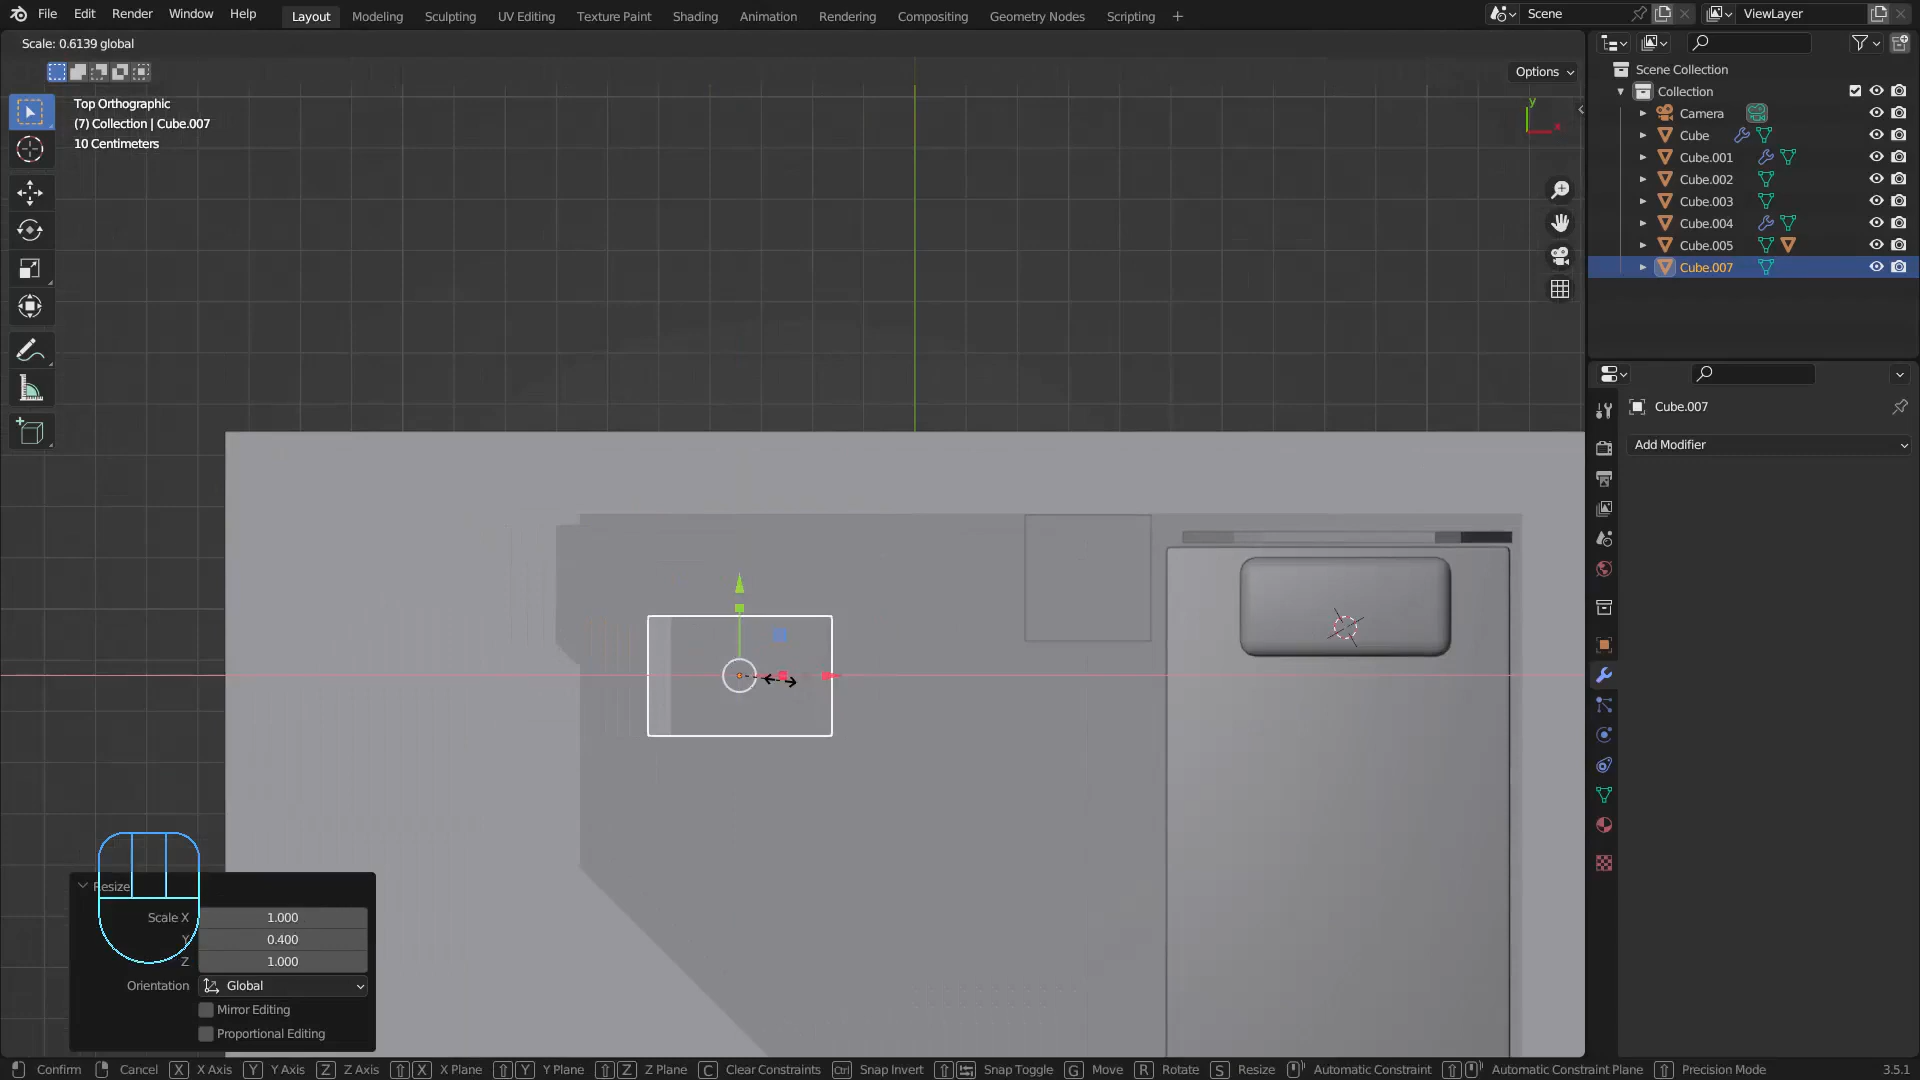 File Edit Render Window Help
Layout Modeling Sculpting UV Editing Texture Paint Shading Animation Rendering Compositing Geometry Nodes Scripting
Scene
ViewLayer
Scale: 0.6139 global
Options
Top Orthographic
(7) Collection | Cube.007
10 Centimeters
y
x
Scene Collection
Collection
Camera
Cube
Cube.001
Cube.002
Cube.003
Cube.004
Cube.005
Cube.007
Cube.007
Add Modifier
Resize
Scale X 1.000
Y 0.400
Z 1.000
Orientation Global
Mirror Editing
Proportional Editing
Confirm Cancel X X Axis Y Y Axis Z Z Axis X X Plane Y Y Plane Z Z Plane C Clear Constraints Ctrl Snap Invert Snap Toggle G Move R Rotate S Resize Automatic Constraint Automatic Constraint Plane Precision Mode 3.5.1